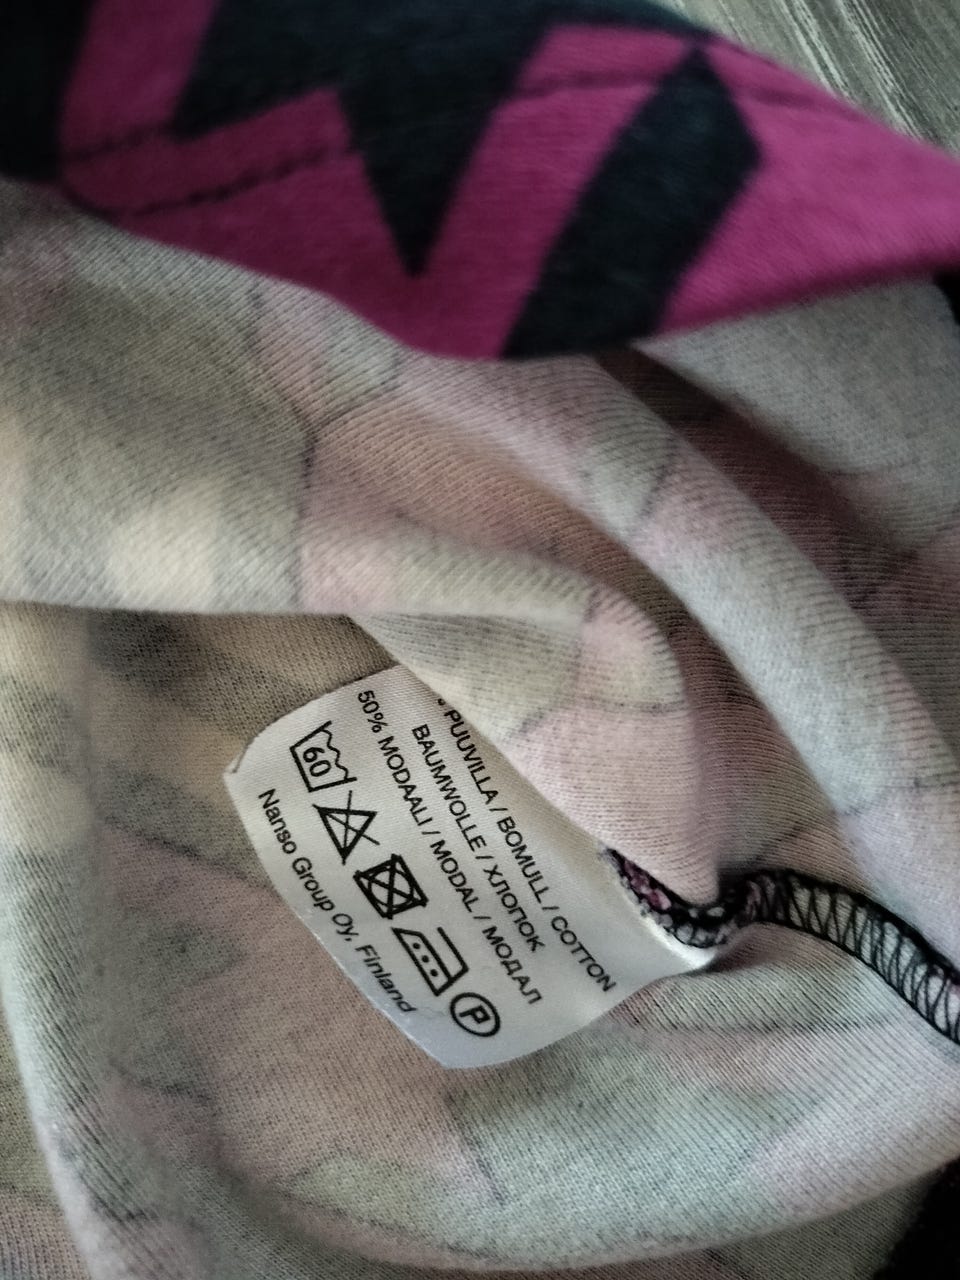 PUUVILLA / BOMULL / COTTON
BAUMWOLLE / ХЛОПОК
50% MODAALI / MODAL / МОДАЛ
60
P
Nanso Group Oy, Finland